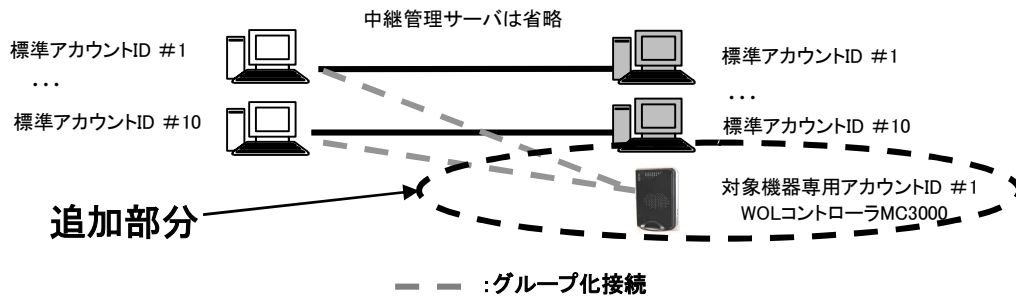 中継管理サーバは省略
標準アカウントID #1
標準アカウントID #1
・・・
・・・
標準アカウントID #10
標準アカウントID #10
対象機器専用アカウントID #1
WOLコントローラMC3000
追加部分
:グループ化接続